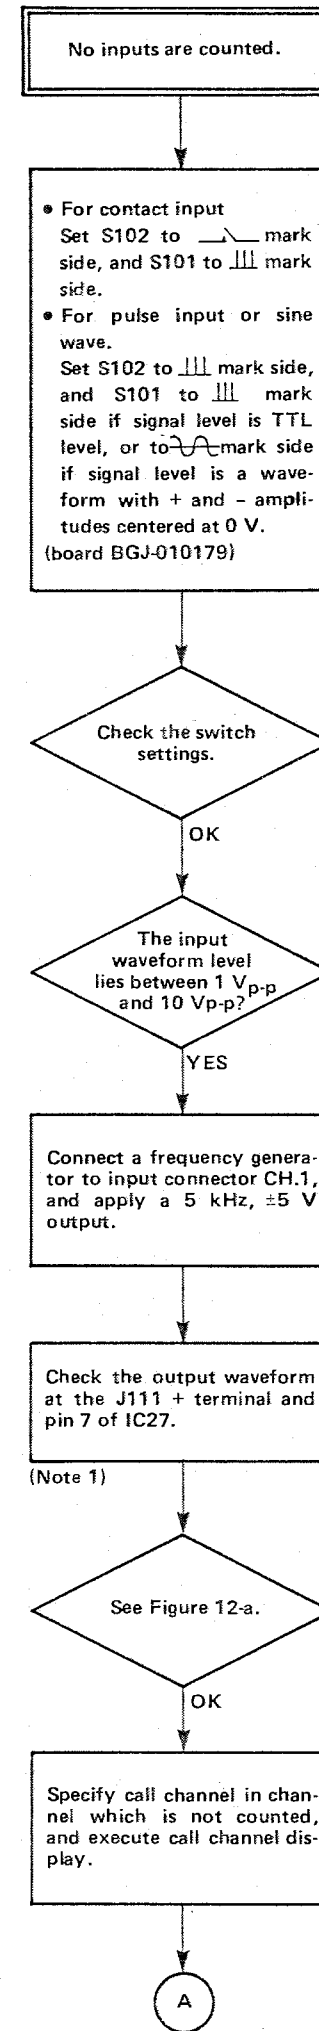 No inputs are counted.
• For contact input
Set S102 to mark
side, and S101 to mark
side.
• For pulse input or sine
wave.
Set S102 to mark side,
and S101 to mark
side if signal level is TTL
level, or to mark side
if signal level is a wave-
form with + and – ampli-
tudes centered at 0 V.
(board BGJ-010179)
Check the switch
settings.
OK
The input
waveform level
lies between 1 Vp-p
and 10 Vp-p?
YES
Connect a frequency genera-
tor to input connector CH.1,
and apply a 5 kHz, ±5 V
output.
Check the output waveform
at the J111 + terminal and
pin 7 of IC27.
(Note 1)
See Figure 12-a.
OK
Specify call channel in chan-
nel which is not counted,
and execute call channel dis-
play.
A